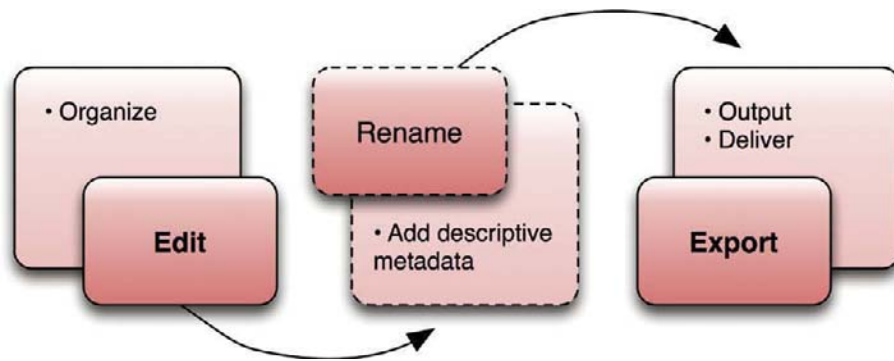 • Organize
Edit
Rename
• Add descriptive
metadata
• Output
• Deliver
Export